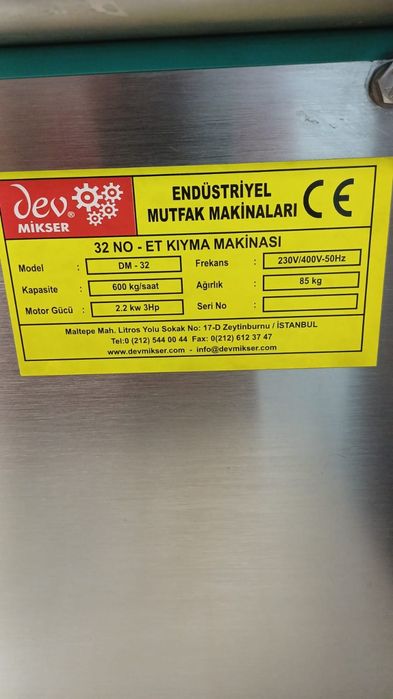 dev®
MİKSER
ENDÜSTRİYEL
MUTFAK MAKİNALARI
CE
32 NO - ET KIYMA MAKİNASI
Model : DM - 32 Frekans : 230V/400V-50Hz
Kapasite : 600 kg/saat Ağırlık : 85 kg
Motor Gücü : 2.2 kw 3Hp Seri No :
Maltepe Mah. Litros Yolu Sokak No: 17-D Zeytinburnu / İSTANBUL
Tel:0 (212) 544 00 44 Fax: 0(212) 612 37 47
www.devmikser.com - info@devmikser.com